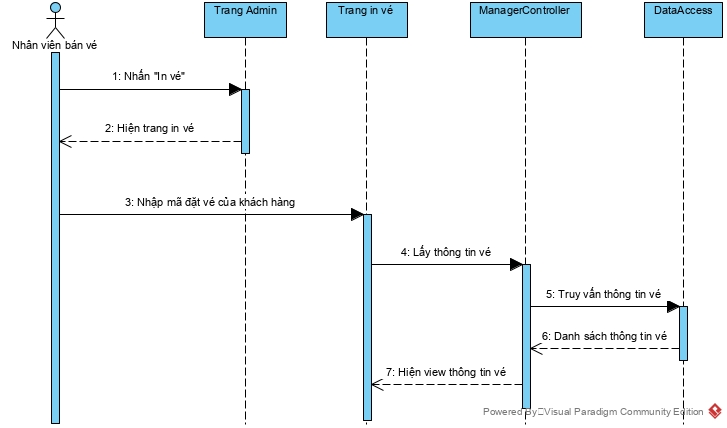 Trang Admin
Trang in vé
ManagerController
DataAccess
Nhân viên bán vé
1: Nhấn "In vé"
2: Hiện trang in vé
3: Nhập mã đặt vé của khách hàng
4: Lấy thông tin vé
5: Truy vấn thông tin vé
6: Danh sách thông tin vé
7: Hiện view thông tin vé
Powered By Visual Paradigm Community Edition